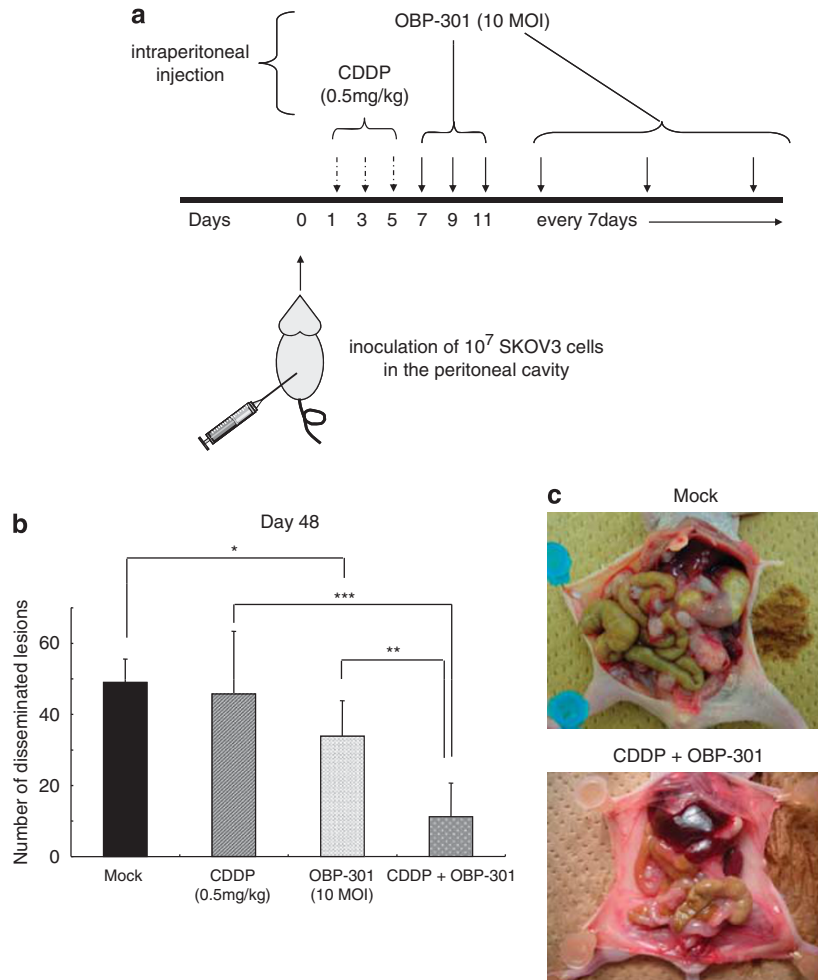 a
OBP-301 (10 MOI)
intraperitoneal
injection
CDDP
(0.5mg/kg)
Days 0 1 3 5 7 9 11 every 7days
inoculation of 10⁷ SKOV3 cells
in the peritoneal cavity
b
Day 48
*
***
**
Number of disseminated lesions
60
40
20
0
Mock
CDDP
(0.5mg/kg)
OBP-301
(10 MOI)
CDDP + OBP-301
c
Mock
CDDP + OBP-301